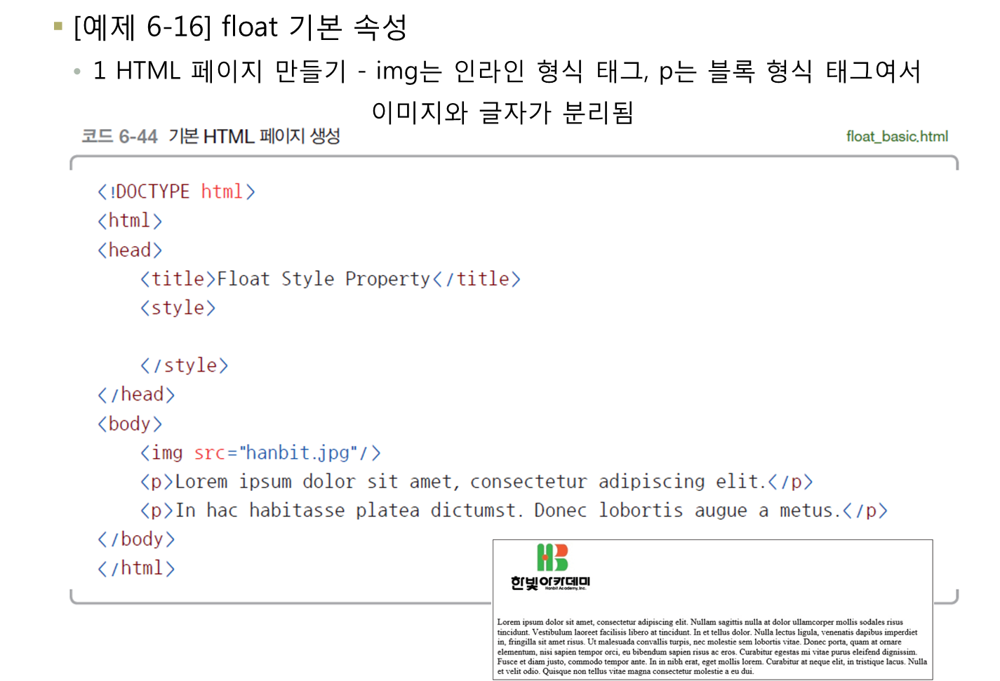 [예제 6-16] float 기본 속성
1 HTML 페이지 만들기 - img는 인라인 형식 태그, p는 블록 형식 태그여서
이미지와 글자가 분리됨
코드 6-44 기본 HTML 페이지 생성
float_basic.html
<!DOCTYPE html>
<html>
<head>
<title>Float Style Property</title>
<style>
</style>
</head>
<body>
<img src="hanbit.jpg"/>
<p>Lorem ipsum dolor sit amet, consectetur adipiscing elit.</p>
<p>In hac habitasse platea dictumst. Donec lobortis augue a metus.</p>
</body>
</html>
HB
한빛아카데미
Hanbit Academy, Inc.
Lorem ipsum dolor sit amet, consectetur adipiscing elit. Nullam sagittis nulla at dolor ullamcorper mollis sodales risus
tincidunt. Vestibulum laoreet facilisis libero at tincidunt. In et tellus dolor. Nulla lectus ligula, venenatis dapibus imperdiet
in, fringilla sit amet risus. Ut malesuada convallis turpis, nec molestie sem lobortis vitae. Donec porta, quam at ornare
elementum, nisi sapien tempor orci, eu bibendum sapien risus ac eros. Curabitur egestas mi vitae purus eleifend dignissim.
Fusce et diam justo, commodo tempor ante. In in nibh erat, eget mollis lorem. Curabitur at neque elit, in tristique lacus. Nulla
et velit odio. Quisque non tellus vitae magna consectetur molestie a eu dui.